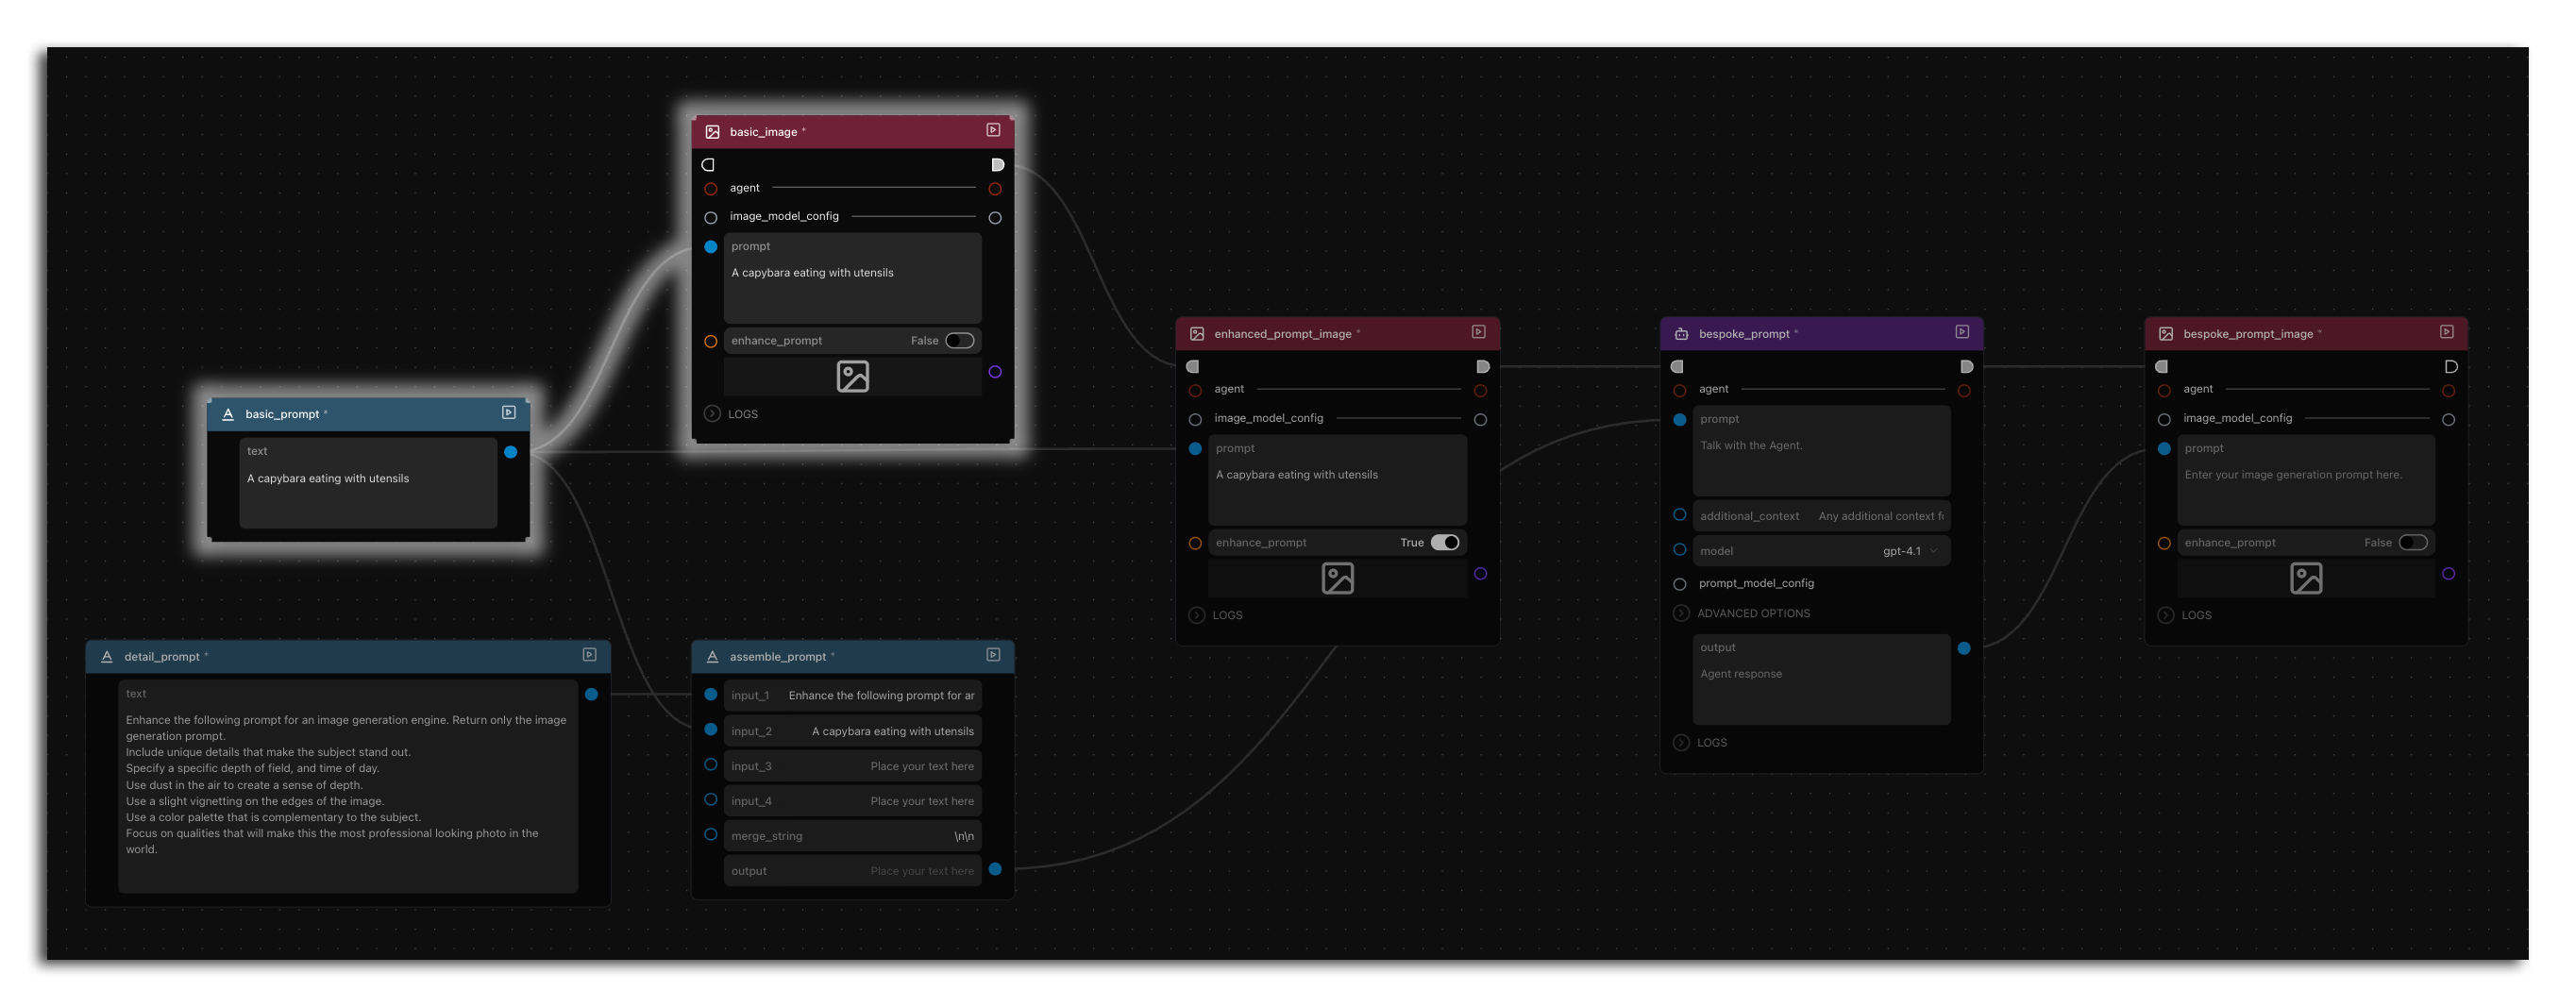 basic_image *
agent
image_model_config
prompt
A capybara eating with utensils
enhance_prompt False
LOGS
basic_prompt *
text
A capybara eating with utensils
enhanced_prompt_image *
agent
image_model_config
prompt
A capybara eating with utensils
enhance_prompt True
LOGS
bespoke_prompt *
agent
prompt
Talk with the Agent.
additional_context Any additional context fo
model gpt-4.1
prompt_model_config
ADVANCED OPTIONS
output
Agent response
LOGS
bespoke_prompt_image *
agent
image_model_config
prompt
Enter your image generation prompt here.
enhance_prompt False
LOGS
detail_prompt *
text
Enhance the following prompt for an image generation engine. Return only the image
generation prompt.
Include unique details that make the subject stand out.
Specify a specific depth of field, and time of day.
Use dust in the air to create a sense of depth.
Use a slight vignetting on the edges of the image.
Use a color palette that is complementary to the subject.
Focus on qualities that will make this the most professional looking photo in the
world.
assemble_prompt *
input_1 Enhance the following prompt for ar
input_2 A capybara eating with utensils
input_3 Place your text here
input_4 Place your text here
merge_string \n\n
output Place your text here